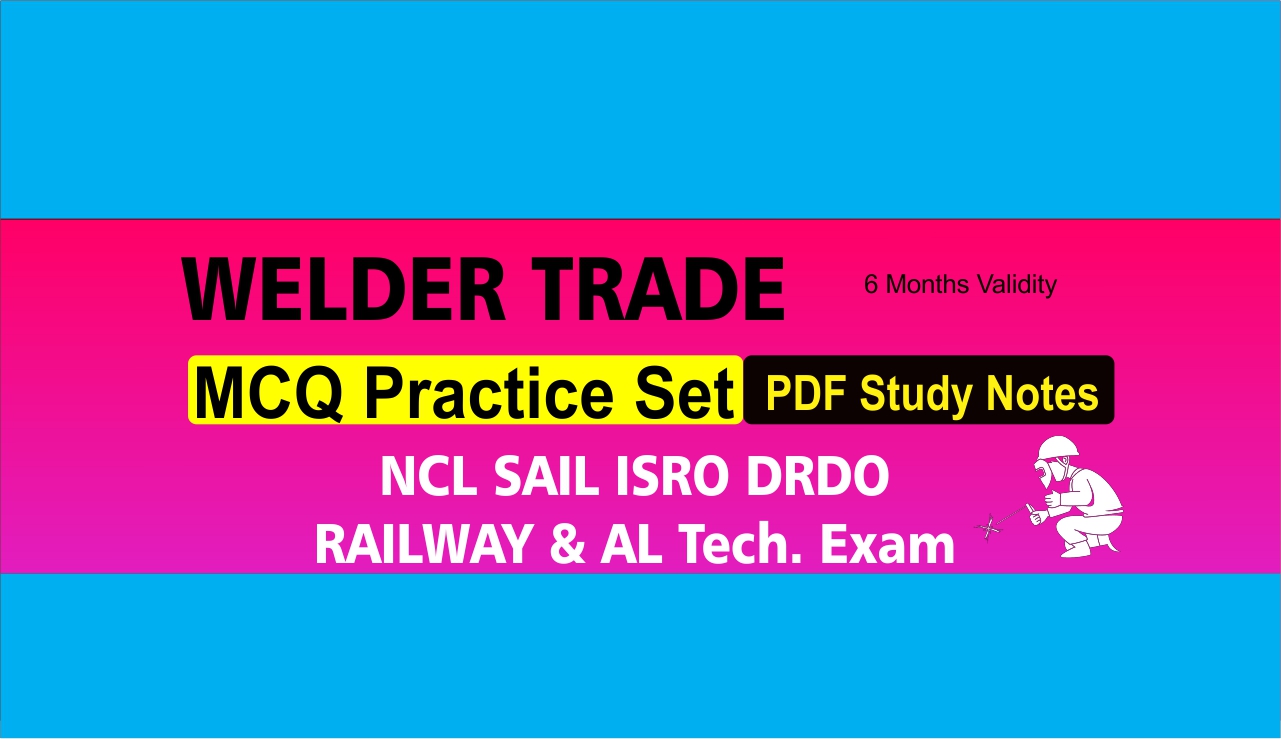 WELDER TRADE
6 Months Validity
MCQ Practice Set
PDF Study Notes
NCL SAIL ISRO DRDO
RAILWAY & AL Tech. Exam